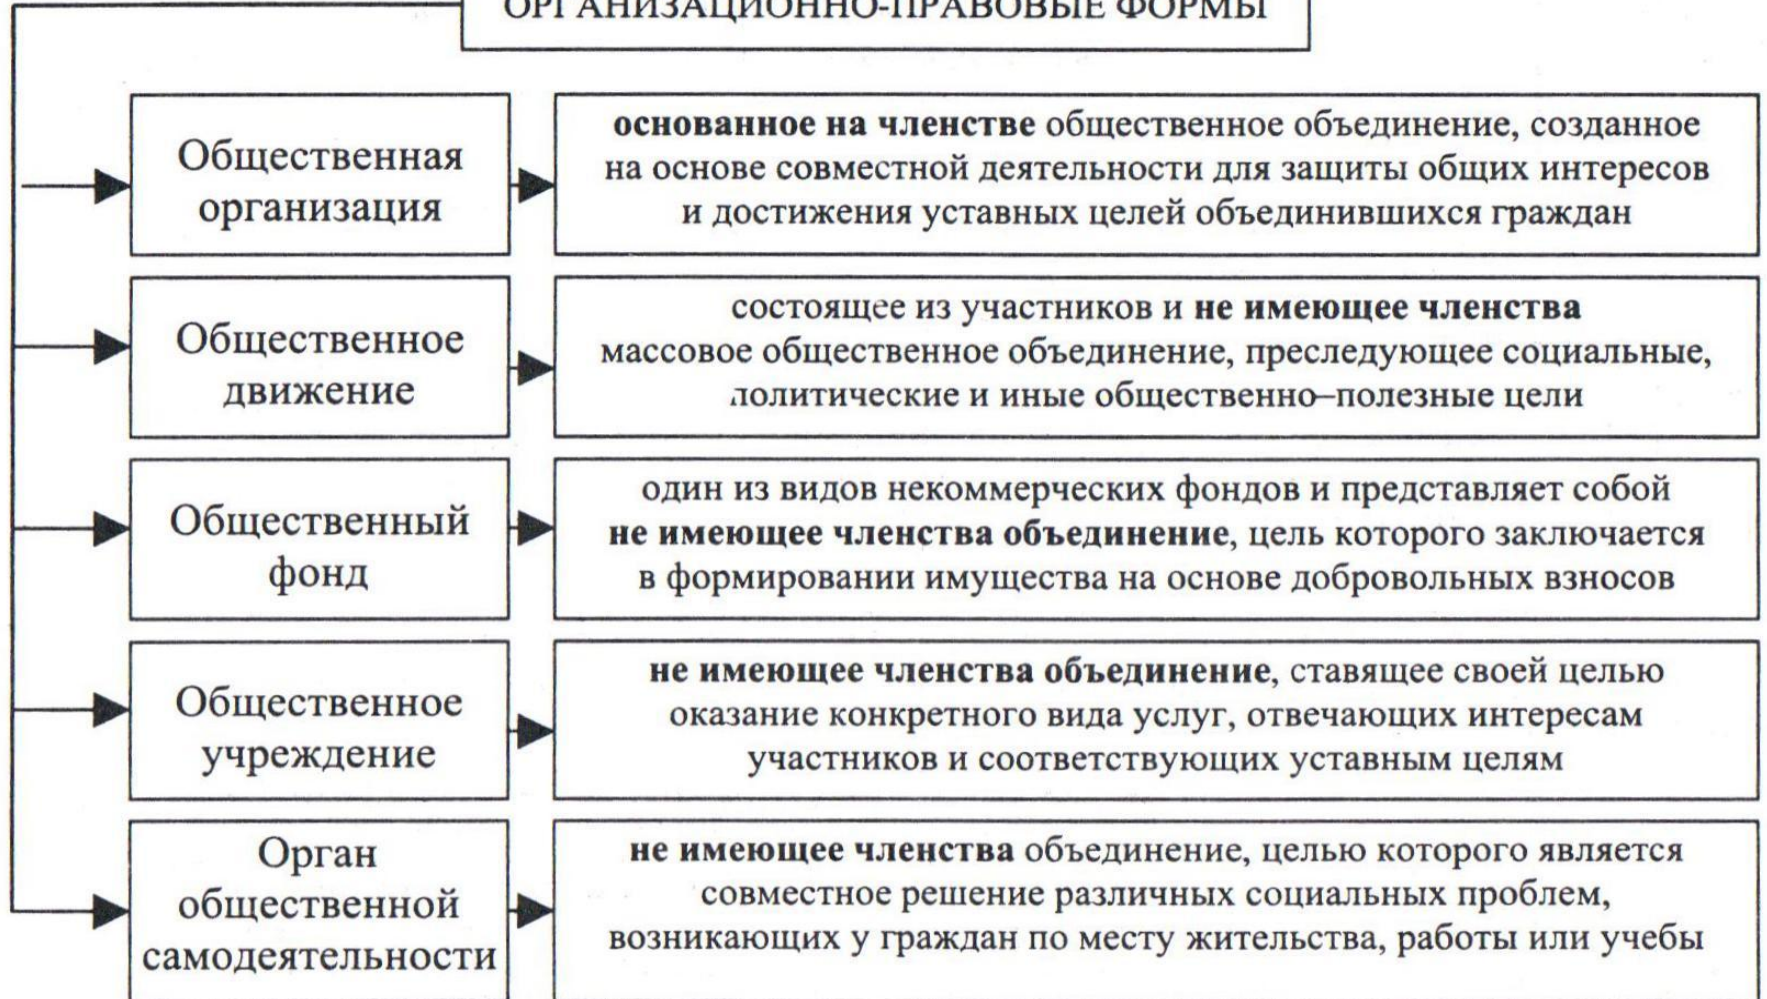 ОРГАНИЗАЦИОННО-ПРАВОВЫЕ ФОРМЫ
Общественная
организация
основанное на членстве общественное объединение, созданное
на основе совместной деятельности для защиты общих интересов
и достижения уставных целей объединившихся граждан
Общественное
движение
состоящее из участников и не имеющее членства
массовое общественное объединение, преследующее социальные,
политические и иные общественно–полезные цели
Общественный
фонд
один из видов некоммерческих фондов и представляет собой
не имеющее членства объединение, цель которого заключается
в формировании имущества на основе добровольных взносов
Общественное
учреждение
не имеющее членства объединение, ставящее своей целью
оказание конкретного вида услуг, отвечающих интересам
участников и соответствующих уставным целям
Орган
общественной
самодеятельности
не имеющее членства объединение, целью которого является
совместное решение различных социальных проблем,
возникающих у граждан по месту жительства, работы или учебы